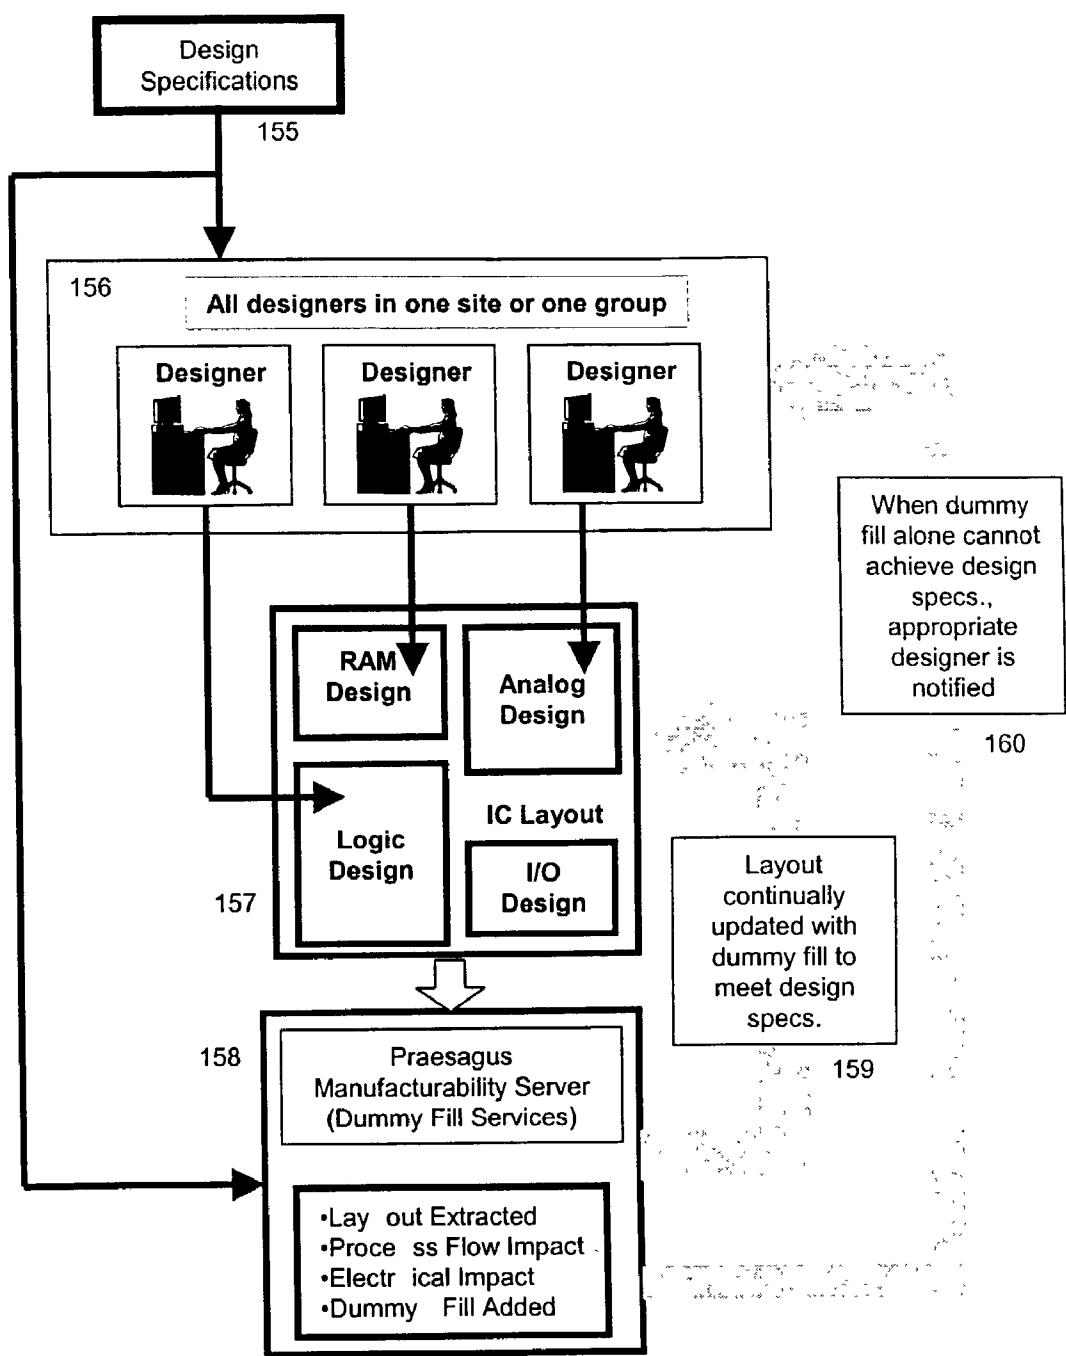 Design
Specifications
155
156
All designers in one site or one group
Designer
Designer
Designer
When dummy
fill alone cannot
achieve design
specs.,
appropriate
designer is
notified
160
RAM
Design
Analog
Design
IC Layout
Logic
Design
I/O
Design
157
Layout
continually
updated with
dummy fill to
meet design
specs.
159
158
Praesagus
Manufacturability Server
(Dummy Fill Services)
•Lay out Extracted
•Proce ss Flow Impact
•Electr ical Impact
•Dummy Fill Added